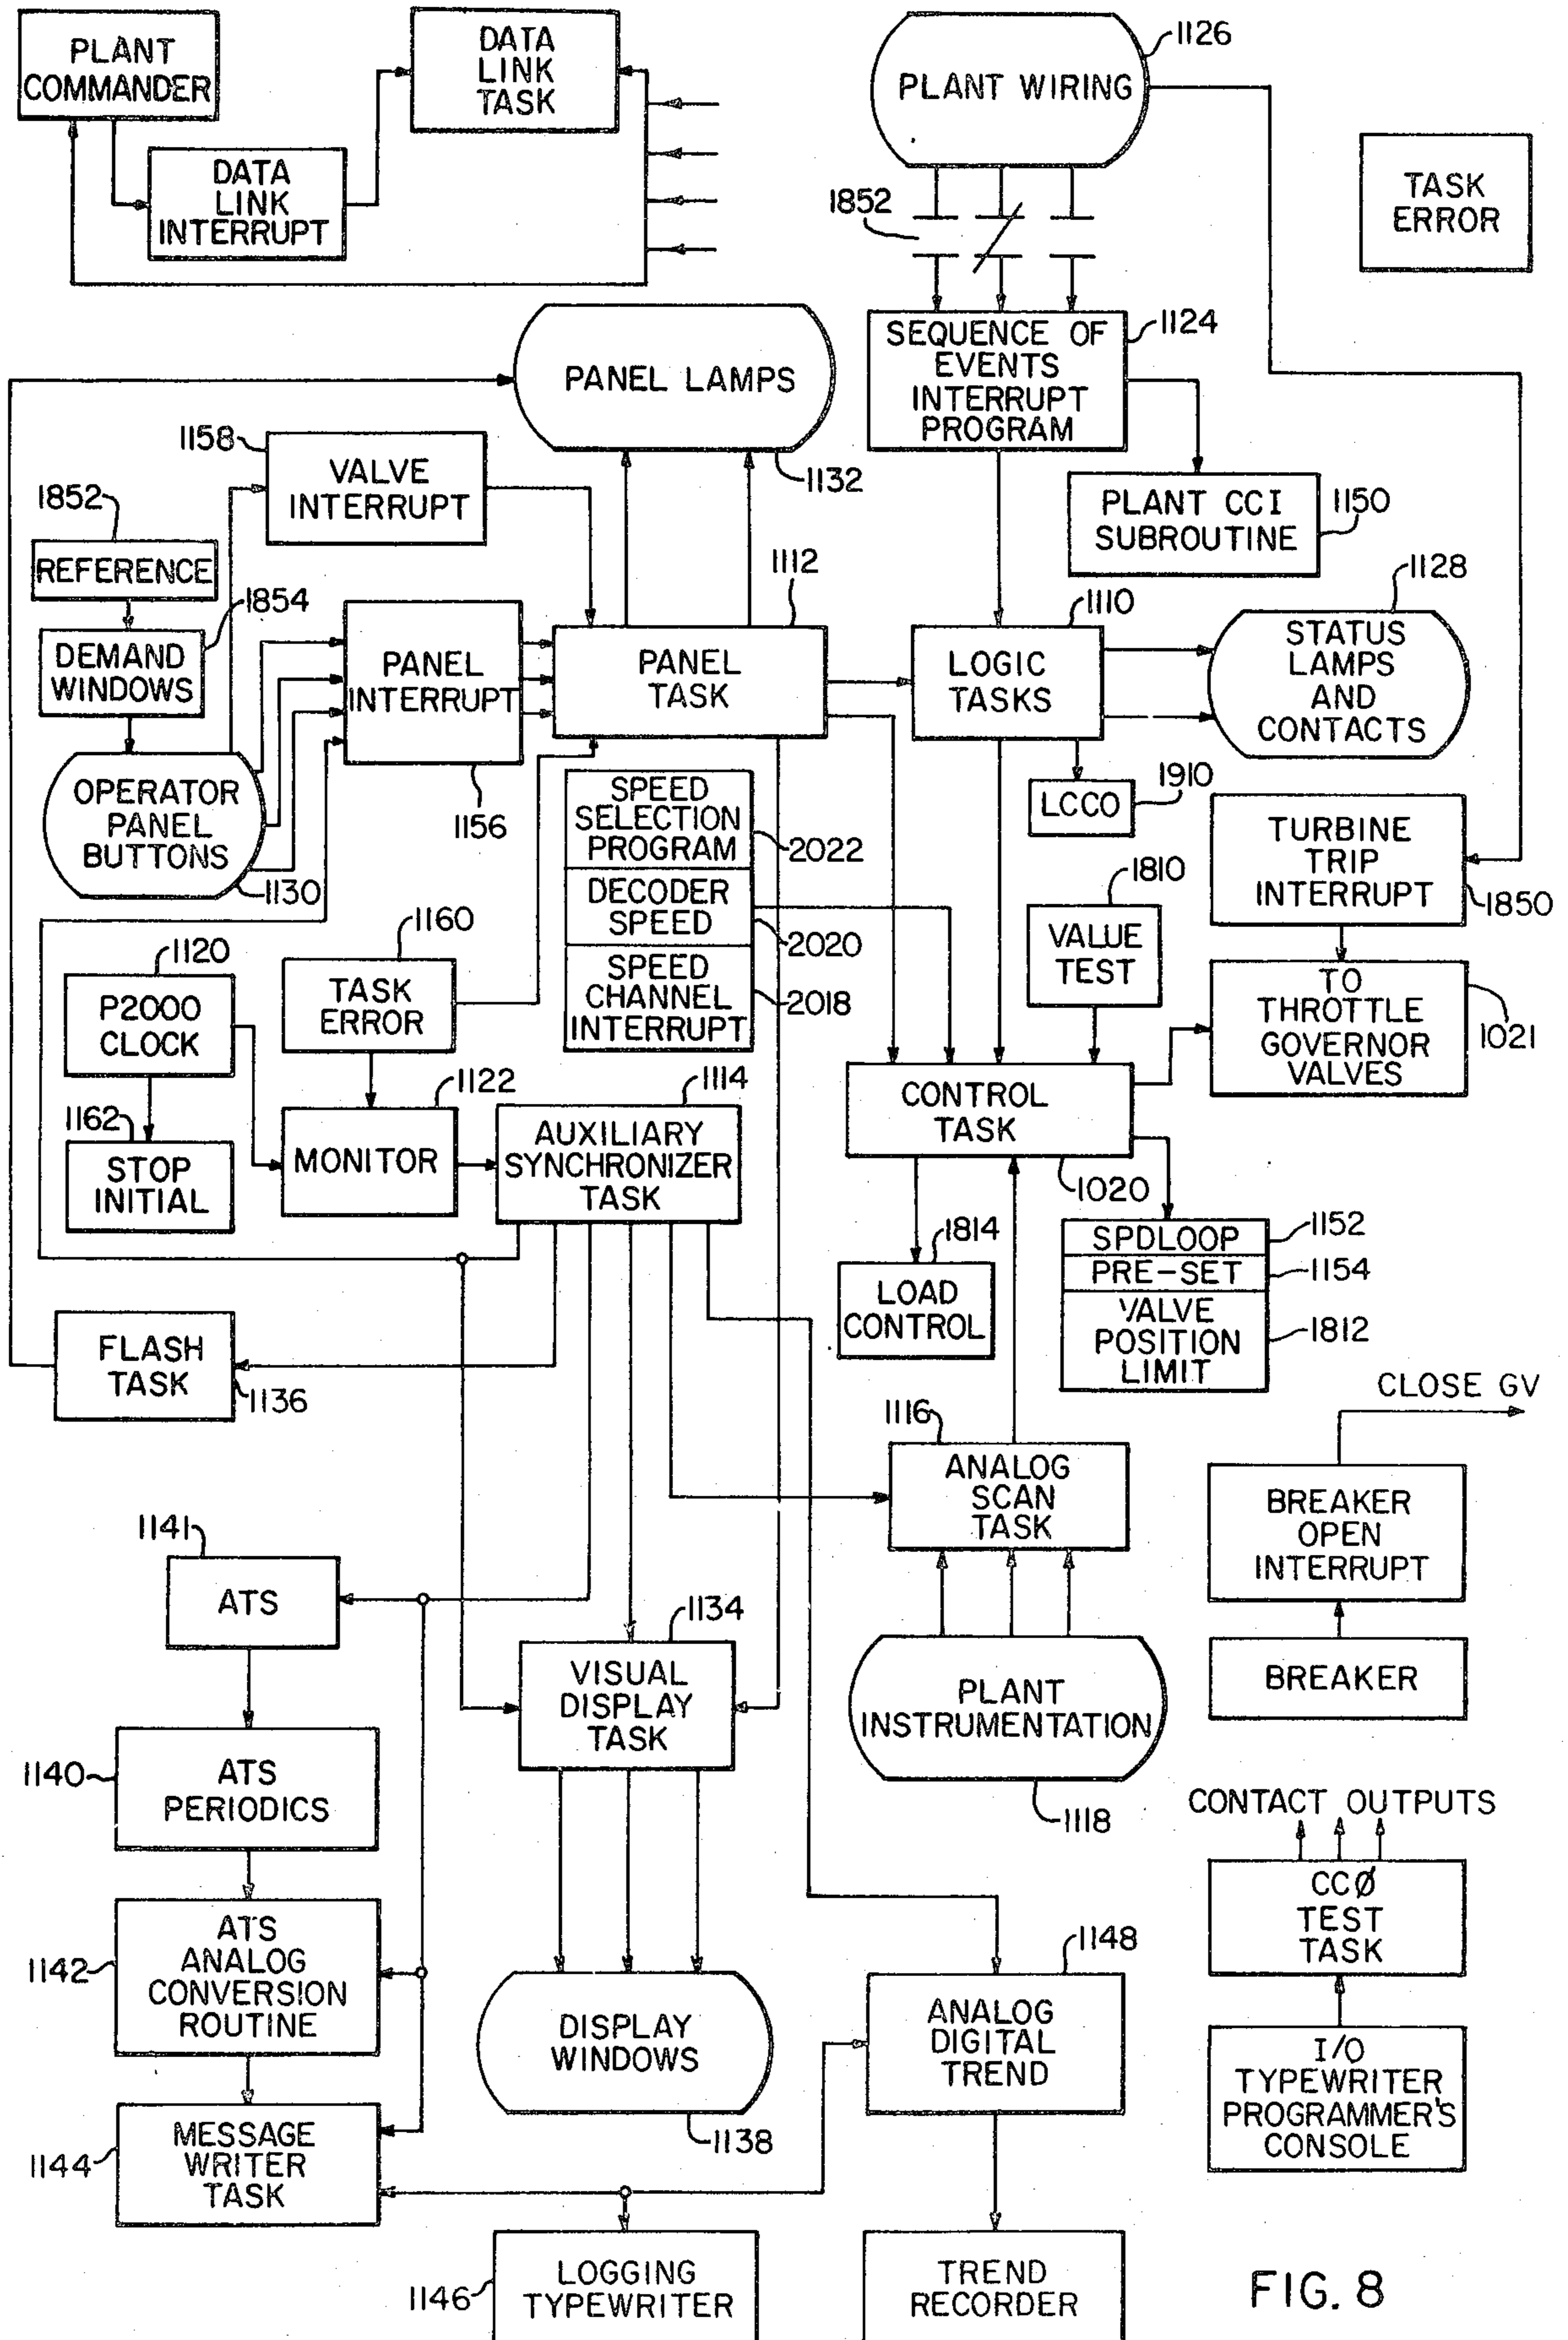 PLANT
COMMANDER
DATA
LINK
TASK
DATA
LINK
INTERRUPT
PLANT WIRING
1126
1852
TASK
ERROR
SEQUENCE OF
EVENTS
INTERRUPT
PROGRAM
1124
PANEL LAMPS
1132
1158
VALVE
INTERRUPT
PLANT CCI
SUBROUTINE
1150
1852
REFERENCE
1854
DEMAND
WINDOWS
PANEL
INTERRUPT
1156
1112
PANEL
TASK
1110
LOGIC
TASKS
1128
STATUS
LAMPS
AND
CONTACTS
OPERATOR
PANEL
BUTTONS
1130
SPEED
SELECTION
PROGRAM
2022
DECODER
SPEED
2020
SPEED
CHANNEL
INTERRUPT
2018
LCCO
1910
1810
VALUE
TEST
TURBINE
TRIP
INTERRUPT
1850
TO
THROTTLE
GOVERNOR
VALVES
1021
1120
P2000
CLOCK
1160
TASK
ERROR
1162
STOP
INITIAL
1122
MONITOR
1114
AUXILIARY
SYNCHRONIZER
TASK
CONTROL
TASK
1020
1814
LOAD
CONTROL
SPDLOOP
1152
PRE-SET
1154
VALVE
POSITION
LIMIT
1812
FLASH
TASK
1136
CLOSE GV
1116
ANALOG
SCAN
TASK
BREAKER
OPEN
INTERRUPT
BREAKER
1141
ATS
1134
VISUAL
DISPLAY
TASK
PLANT
INSTRUMENTATION
1118
1140
ATS
PERIODICS
CONTACT OUTPUTS
CCØ
TEST
TASK
1142
ATS
ANALOG
CONVERSION
ROUTINE
DISPLAY
WINDOWS
1138
1148
ANALOG
DIGITAL
TREND
I/O
TYPEWRITER
PROGRAMMER'S
CONSOLE
1144
MESSAGE
WRITER
TASK
1146
LOGGING
TYPEWRITER
TREND
RECORDER
FIG. 8